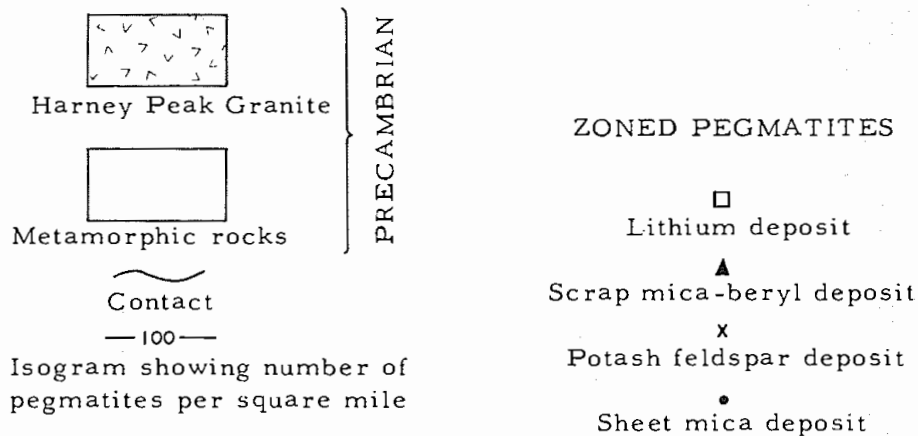 Harney Peak Granite
Metamorphic rocks
PRECAMBRIAN
Contact
100
Isogram showing number of
pegmatites per square mile
ZONED PEGMATITES
Lithium deposit
Scrap mica-beryl deposit
Potash feldspar deposit
Sheet mica deposit